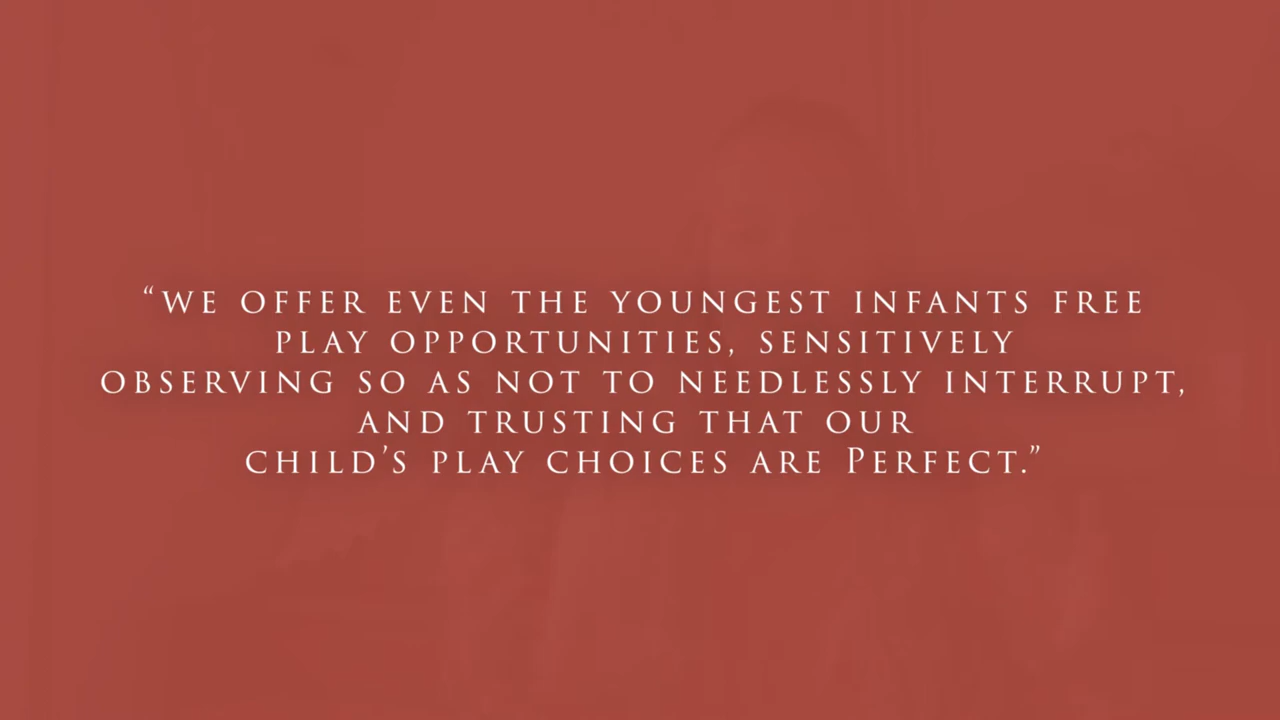 “WE OFFER EVEN THE YOUNGEST INFANTS FREE
PLAY OPPORTUNITIES, SENSITIVELY
OBSERVING SO AS NOT TO NEEDLESSLY INTERRUPT,
AND TRUSTING THAT OUR
CHILD’S PLAY CHOICES ARE PERFECT.”